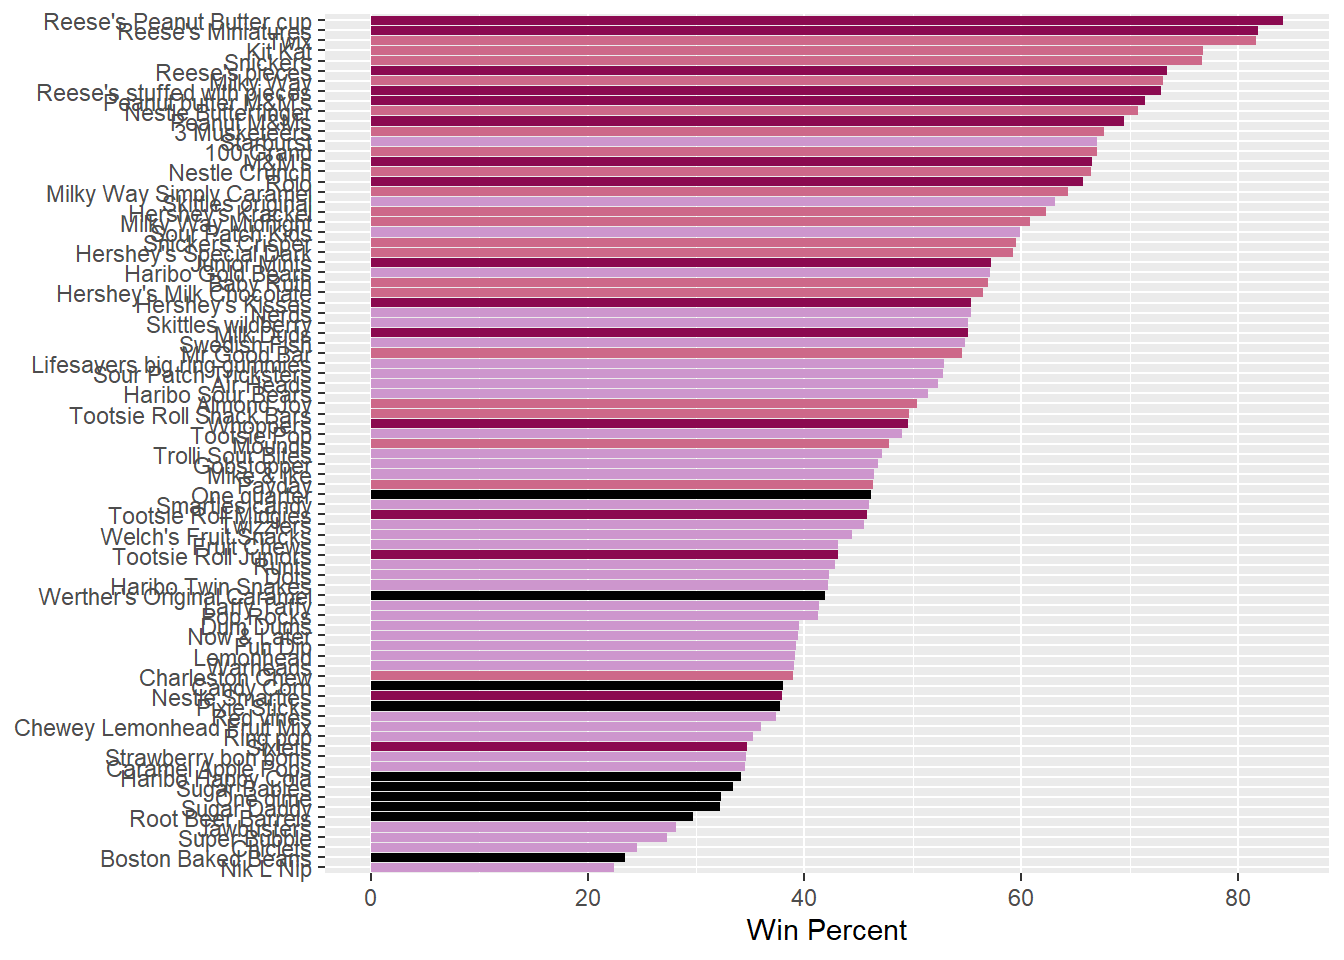 Reese's Peanut Butter cup
Reese's Miniatures
Twix
Kit Kat
Snickers
Reese's pieces
Milky Way
Reese's stuffed with pieces
Peanut butter M&M's
Nestle Butterfinger
Peanut M&Ms
3 Musketeers
Starburst
100 Grand
M&M's
Nestle Crunch
Rolo
Milky Way Simply Caramel
Skittles original
Hershey's Krackel
Milky Way Midnight
Sour Patch Kids
Snickers Crisper
Hershey's Special Dark
Junior Mints
Haribo Gold Bears
Baby Ruth
Hershey's Milk Chocolate
Hershey's Kisses
Nerds
Skittles wildberry
Milk Duds
Swedish Fish
Mr Good Bar
Lifesavers big ring gummies
Sour Patch Tricksters
Air Heads
Haribo Sour Bears
Almond Joy
Tootsie Roll Snack Bars
Whoppers
Tootsie Pop
Mounds
Trolli Sour Bites
Gobstopper
Mike & Ike
Payday
One quarter
Smarties candy
Tootsie Roll Midgies
Twizzlers
Welch's Fruit Snacks
Fruit Chews
Tootsie Roll Juniors
Runts
Dots
Haribo Twin Snakes
Werther's Original Caramel
Laffy Taffy
Pop Rocks
Dum Dums
Now & Later
Fun Dip
Lemonhead
Warheads
Charleston Chew
Candy Corn
Nestle Smarties
Pixie Sticks
Red vines
Chewey Lemonhead Fruit Mix
Ring pop
Sixlets
Strawberry bon bons
Caramel Apple Pops
Haribo Happy Cola
Sugar Babies
One dime
Sugar Daddy
Root Beer Barrels
Jawbusters
Super Bubble
Chiclets
Boston Baked Beans
Nik L Nip
0 20 40 60 80
Win Percent